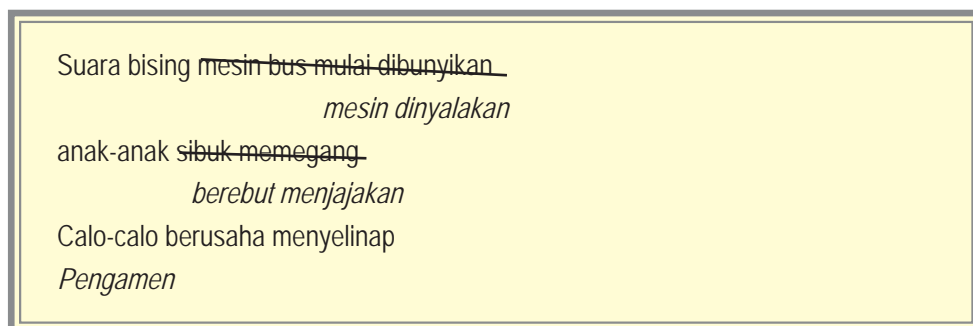 Suara bising mesin bus mulai dibunyikan
mesin dinyalakan
anak-anak sibuk memegang
berebut menjajakan
Calo-calo berusaha menyelinap
Pengamen